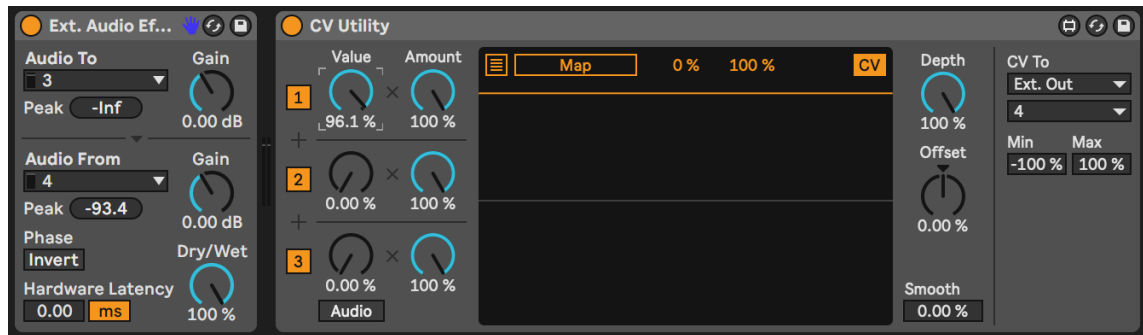 Ext. Audio Ef...
Audio To
Gain
3
Peak
-Inf
0.00 dB
Audio From
Gain
4
Peak
-93.4
0.00 dB
Phase
Invert
Dry/Wet
Hardware Latency
0.00
ms
100 %
CV Utility
Value
Amount
1
96.1 %
100 %
2
0.00 %
100 %
3
0.00 %
100 %
Audio
Map
0 %
100 %
CV
Depth
100 %
Offset
0.00 %
Smooth
0.00 %
CV To
Ext. Out
4
Min
Max
-100 %
100 %